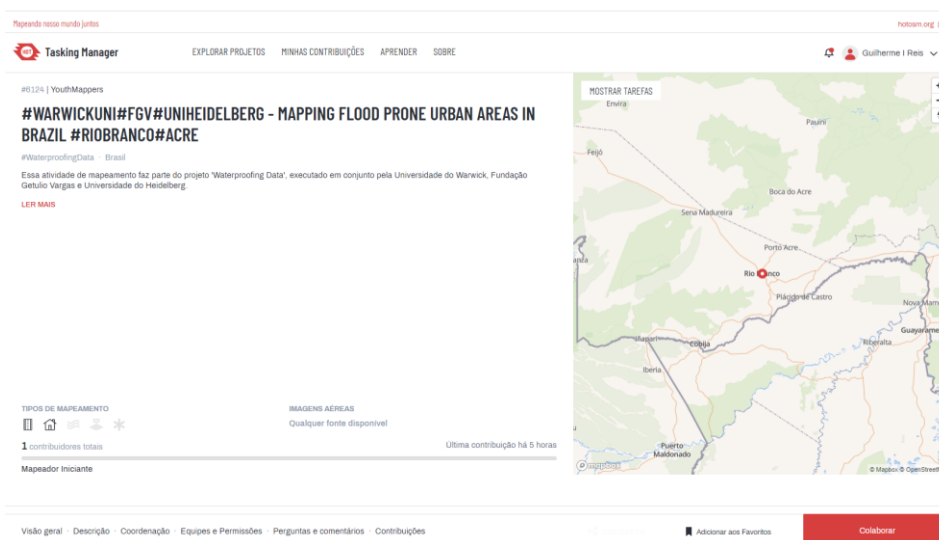 Mapeando nosso mundo juntos
hotosm.org
HOT Tasking Manager
EXPLORAR PROJETOS MINHAS CONTRIBUIÇÕES APRENDER SOBRE
Guilherme I Reis
#6124 | YouthMappers
#WARWICKUNI#FGV#UNIHEIDELBERG - MAPPING FLOOD PRONE URBAN AREAS IN
BRAZIL #RIOBRANCO#ACRE
#WaterproofingData · Brasil
Essa atividade de mapeamento faz parte do projeto 'Waterproofing Data', executado em conjunto pela Universidade do Warwick, Fundação
Getulio Vargas e Universidade do Heidelberg.
LER MAIS
MOSTRAR TAREFAS
Envira
Pauini
Feijó
Boca do Acre
Sena Madureira
Porto Acre
Rio nco
Plácido de Castro
Nova Mam
Guayarame
Iñapari
Cobija
Riberalta
Iberia
Puerto
Maldonado
mapbox
© Mapbox © OpenStreetM
TIPOS DE MAPEAMENTO
IMAGENS AÉREAS
Qualquer fonte disponível
1 contribuidores totais
Última contribuição há 5 horas
Mapeador Iniciante
Visão geral · Descrição · Coordenação · Equipes e Permissões · Perguntas e comentários · Contribuições
Adicionar aos Favoritos
Colaborar